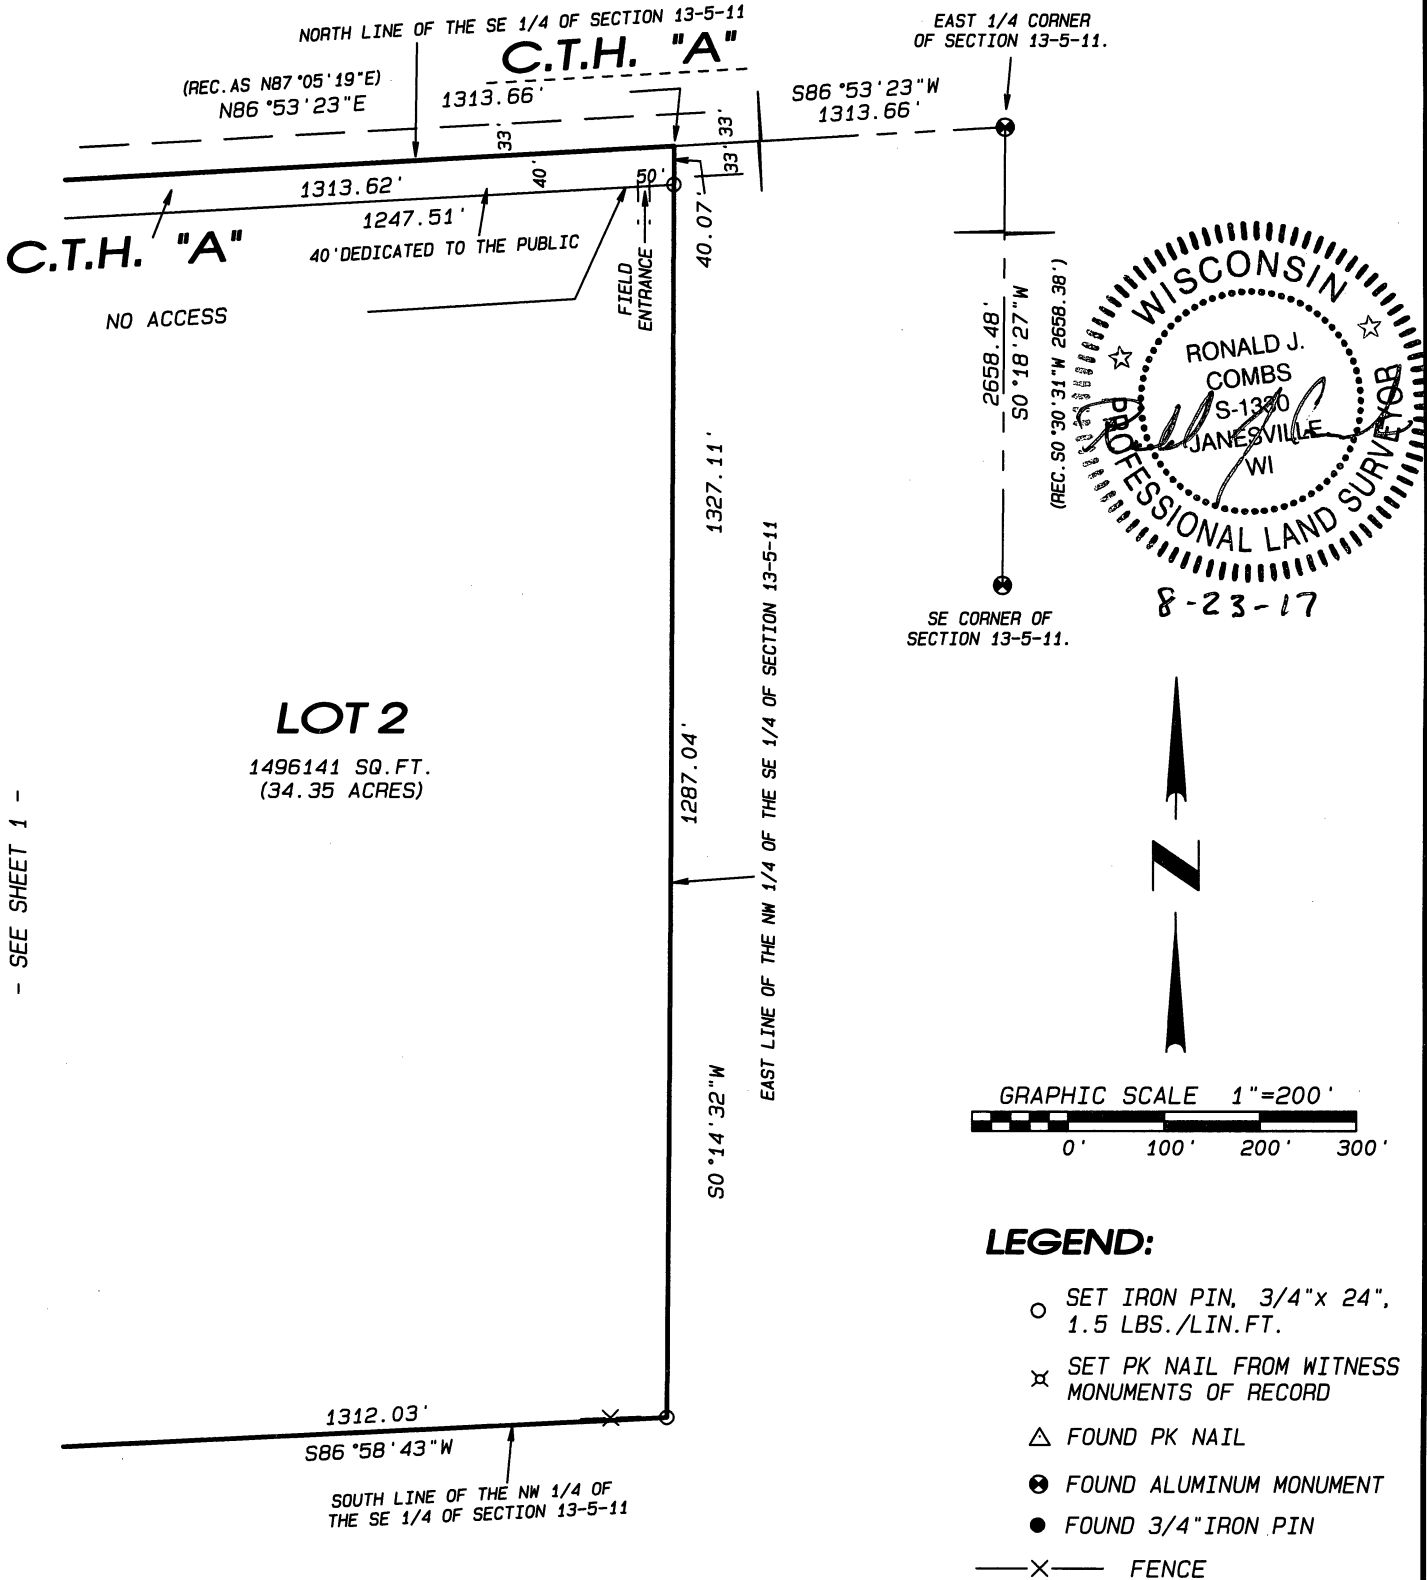 NORTH LINE OF THE SE 1/4 OF SECTION 13-5-11
C.T.H. "A"
(REC. AS N87°05'19"E)
N86°53'23"E
1313.66'
EAST 1/4 CORNER
OF SECTION 13-5-11.
S86°53'23"W
1313.66'
33'
33'
33'
40'
50'
1313.62'
1247.51'
40' DEDICATED TO THE PUBLIC
C.T.H. "A"
NO ACCESS
FIELD
ENTRANCE
40.07'
2658.48'
S0°18'27"W
(REC. S0°30'31"W 2658.38')
WISCONSIN
RONALD J.
COMBS
S-1330
JANESVILLE
WI
PROFESSIONAL LAND SURVEYOR
8-23-17
SE CORNER OF
SECTION 13-5-11.
1327.11'
EAST LINE OF THE NW 1/4 OF THE SE 1/4 OF SECTION 13-5-11
LOT 2
1496141 SQ.FT.
(34.35 ACRES)
1287.04'
- SEE SHEET 1 -
N
S0°14'32"W
GRAPHIC SCALE 1"=200'
0' 100' 200' 300'
LEGEND:
SET IRON PIN, 3/4"x 24",
1.5 LBS./LIN.FT.
SET PK NAIL FROM WITNESS
MONUMENTS OF RECORD
FOUND PK NAIL
FOUND ALUMINUM MONUMENT
FOUND 3/4" IRON PIN
FENCE
1312.03'
S86°58'43"W
SOUTH LINE OF THE NW 1/4 OF
THE SE 1/4 OF SECTION 13-5-11